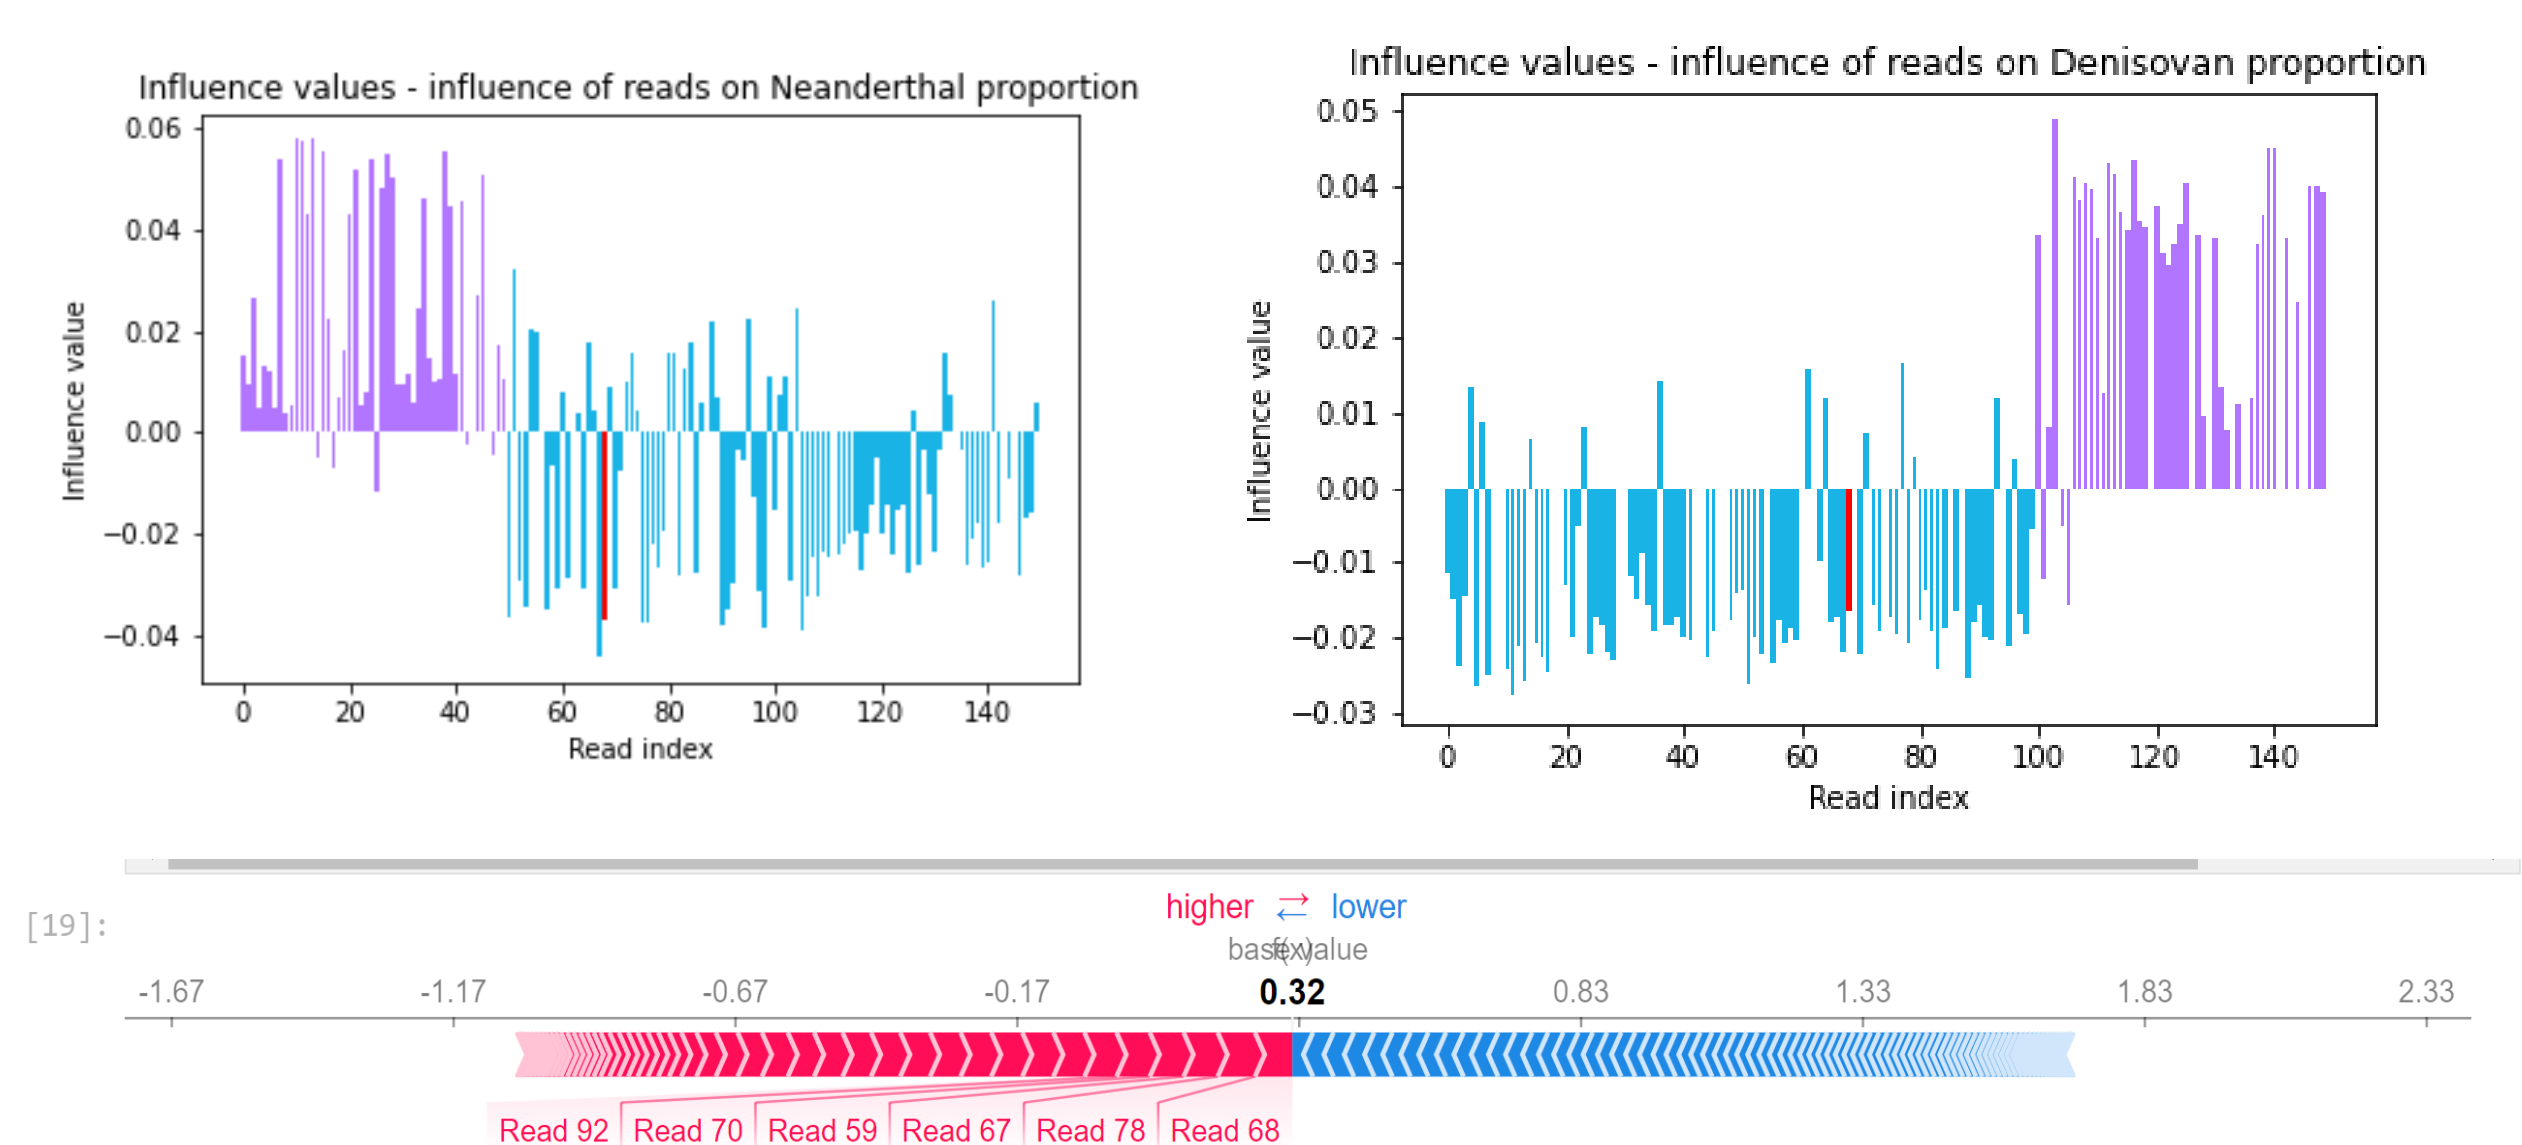 Influence values - influence of reads on Neanderthal proportion
0.06
0.04
0.02
0.00
−0.02
−0.04
Influence value
0 20 40 60 80 100 120 140
Read index
Influence values - influence of reads on Denisovan proportion
0.05
0.04
0.03
0.02
0.01
0.00
−0.01
−0.02
−0.03
Influence value
0 20 40 60 80 100 120 140
Read index
[19]:
higher ⇄ lower
base value
f(x)
-1.67 -1.17 -0.67 -0.17 0.32 0.83 1.33 1.83 2.33
Read 92 Read 70 Read 59 Read 67 Read 78 Read 68